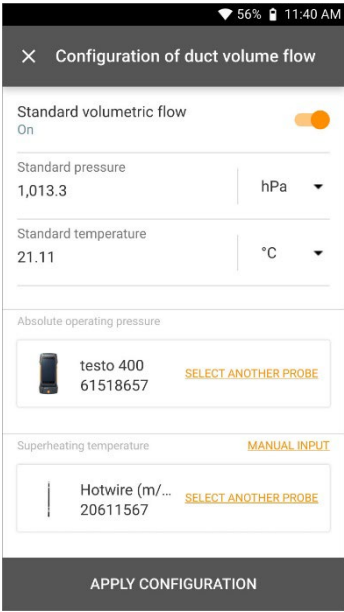 56% 11:40 AM
Configuration of duct volume flow
Standard volumetric flow
On
Standard pressure
1,013.3
hPa
Standard temperature
21.11
°C
Absolute operating pressure
testo 400
61518657
SELECT ANOTHER PROBE
Superheating temperature
MANUAL INPUT
Hotwire (m/...
20611567
SELECT ANOTHER PROBE
APPLY CONFIGURATION